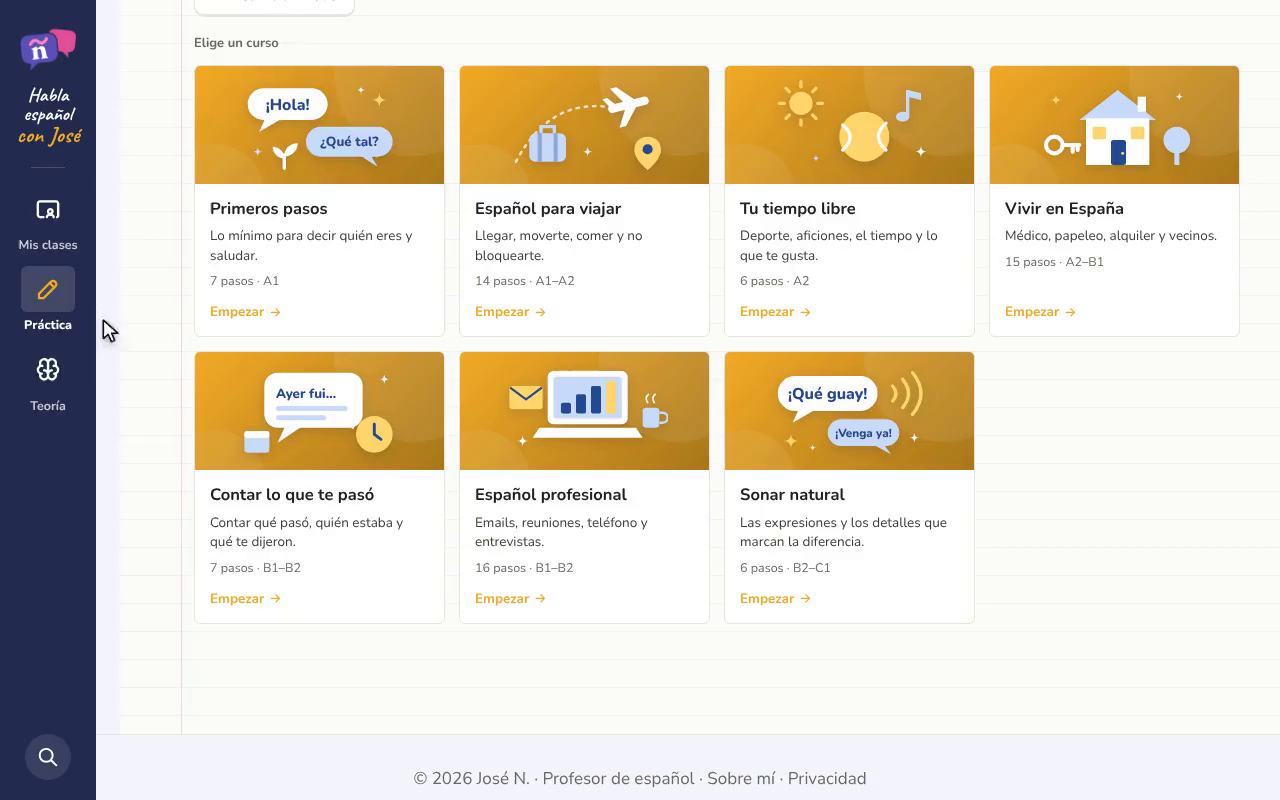 ñ
Habla
español
con José
Mis clases
Práctica
Teoría
Elige un curso
¡Hola!
¿Qué tal?
Primeros pasos
Lo mínimo para decir quién eres y
saludar.
7 pasos · A1
Empezar →
Español para viajar
Llegar, moverte, comer y no
bloquearte.
14 pasos · A1–A2
Empezar →
Tu tiempo libre
Deporte, aficiones, el tiempo y lo
que te gusta.
6 pasos · A2
Empezar →
Vivir en España
Médico, papeleo, alquiler y vecinos.
15 pasos · A2–B1
Empezar →
Ayer fui...
Contar lo que te pasó
Contar qué pasó, quién estaba y
qué te dijeron.
7 pasos · B1–B2
Empezar →
Español profesional
Emails, reuniones, teléfono y
entrevistas.
16 pasos · B1–B2
Empezar →
¡Qué guay!
¡Venga ya!
Sonar natural
Las expresiones y los detalles que
marcan la diferencia.
6 pasos · B2–C1
Empezar →
© 2026 José N. · Profesor de español · Sobre mí · Privacidad